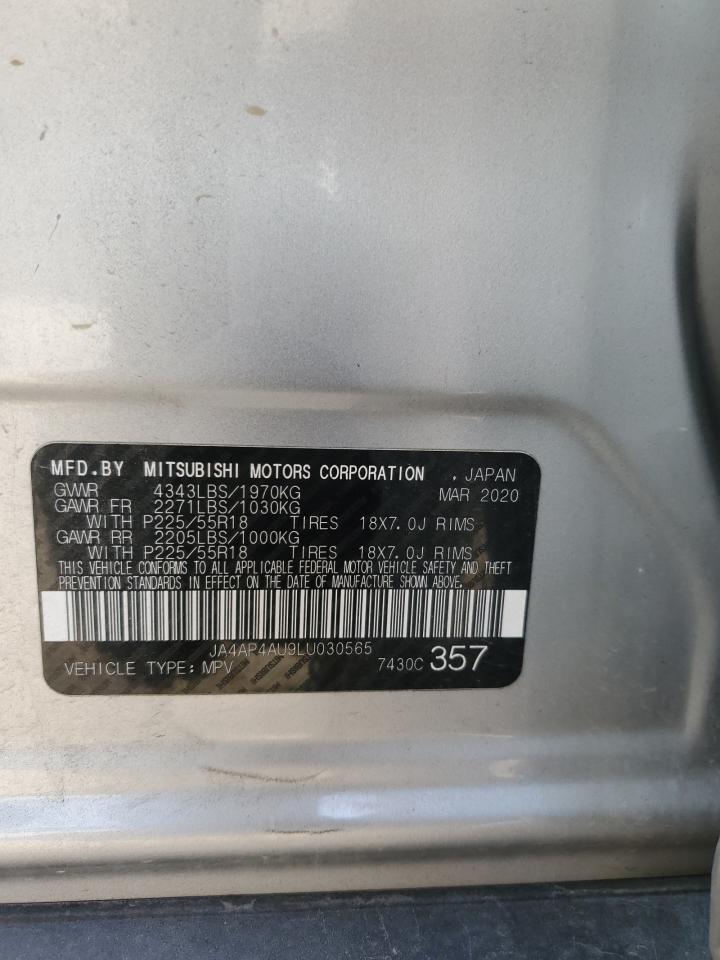 MFD.BY MITSUBISHI MOTORS CORPORATION , JAPAN
GVWR 4343LBS/1970KG MAR 2020
GAWR FR 2271LBS/1030KG
WITH P225/55R18 TIRES 18X7.0J RIMS
GAWR RR 2205LBS/1000KG
WITH P225/55R18 TIRES 18X7.0J RIMS
THIS VEHICLE CONFORMS TO ALL APPLICABLE FEDERAL MOTOR VEHICLE SAFETY AND THEFT
PREVENTION STANDARDS IN EFFECT ON THE DATE OF MANUFACTURE SHOWN ABOVE.
JA4AP4AU9LU030565
VEHICLE TYPE: MPV 7430C 357